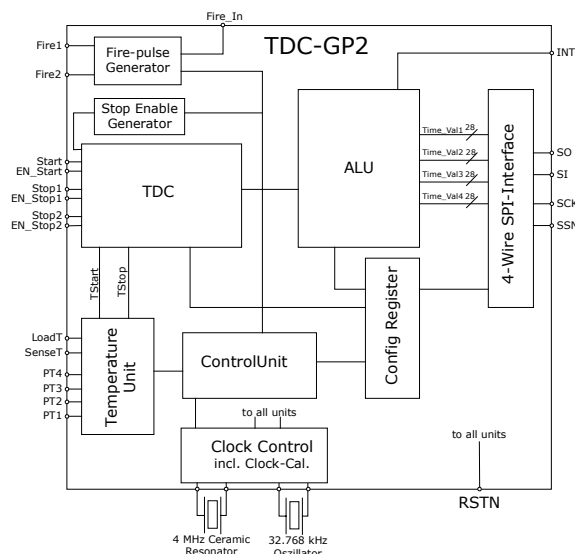 Fire_In
TDC-GP2
Fire1
Fire2
Fire-pulse
Generator
INT
Stop Enable
Generator
Start
EN_Start
Stop1
EN_Stop1
Stop2
EN_Stop2
TDC
ALU
Time_Val1 28
Time_Val2 28
Time_Val3 28
Time_Val4 28
4-Wire SPI-Interface
SO
SI
SCK
SSN
TStart
TStop
Config Register
LoadT
SenseT
PT4
PT3
PT2
PT1
Temperature
Unit
ControlUnit
to all units
Clock Control
incl. Clock-Cal.
to all units
RSTN
4 MHz Ceramic
Resonator
32.768 kHz
Oszillator